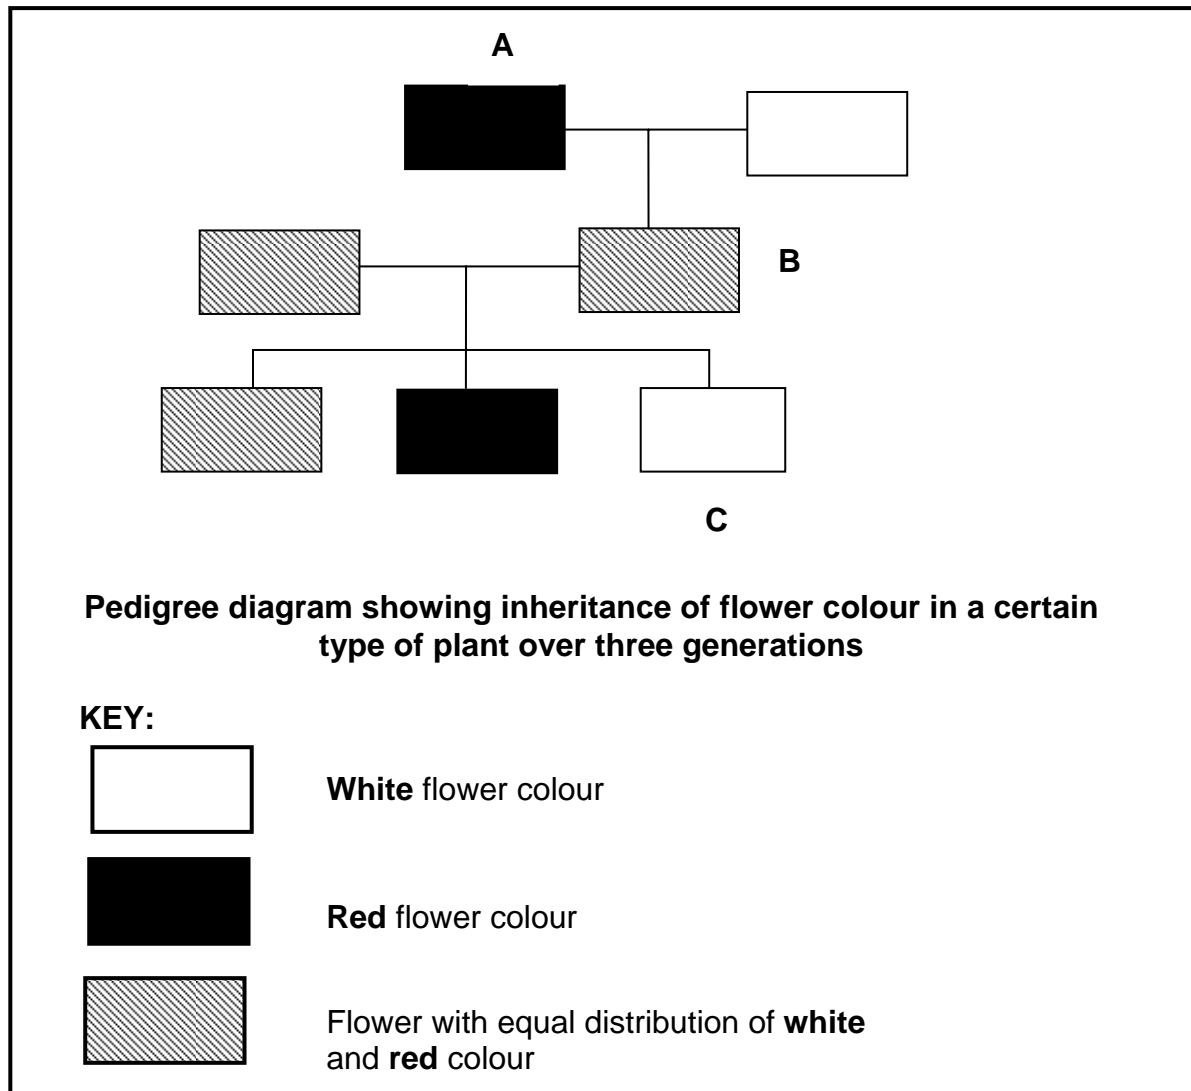 A
B
C
Pedigree diagram showing inheritance of flower colour in a certain
type of plant over three generations
KEY:
White flower colour
Red flower colour
Flower with equal distribution of white
and red colour